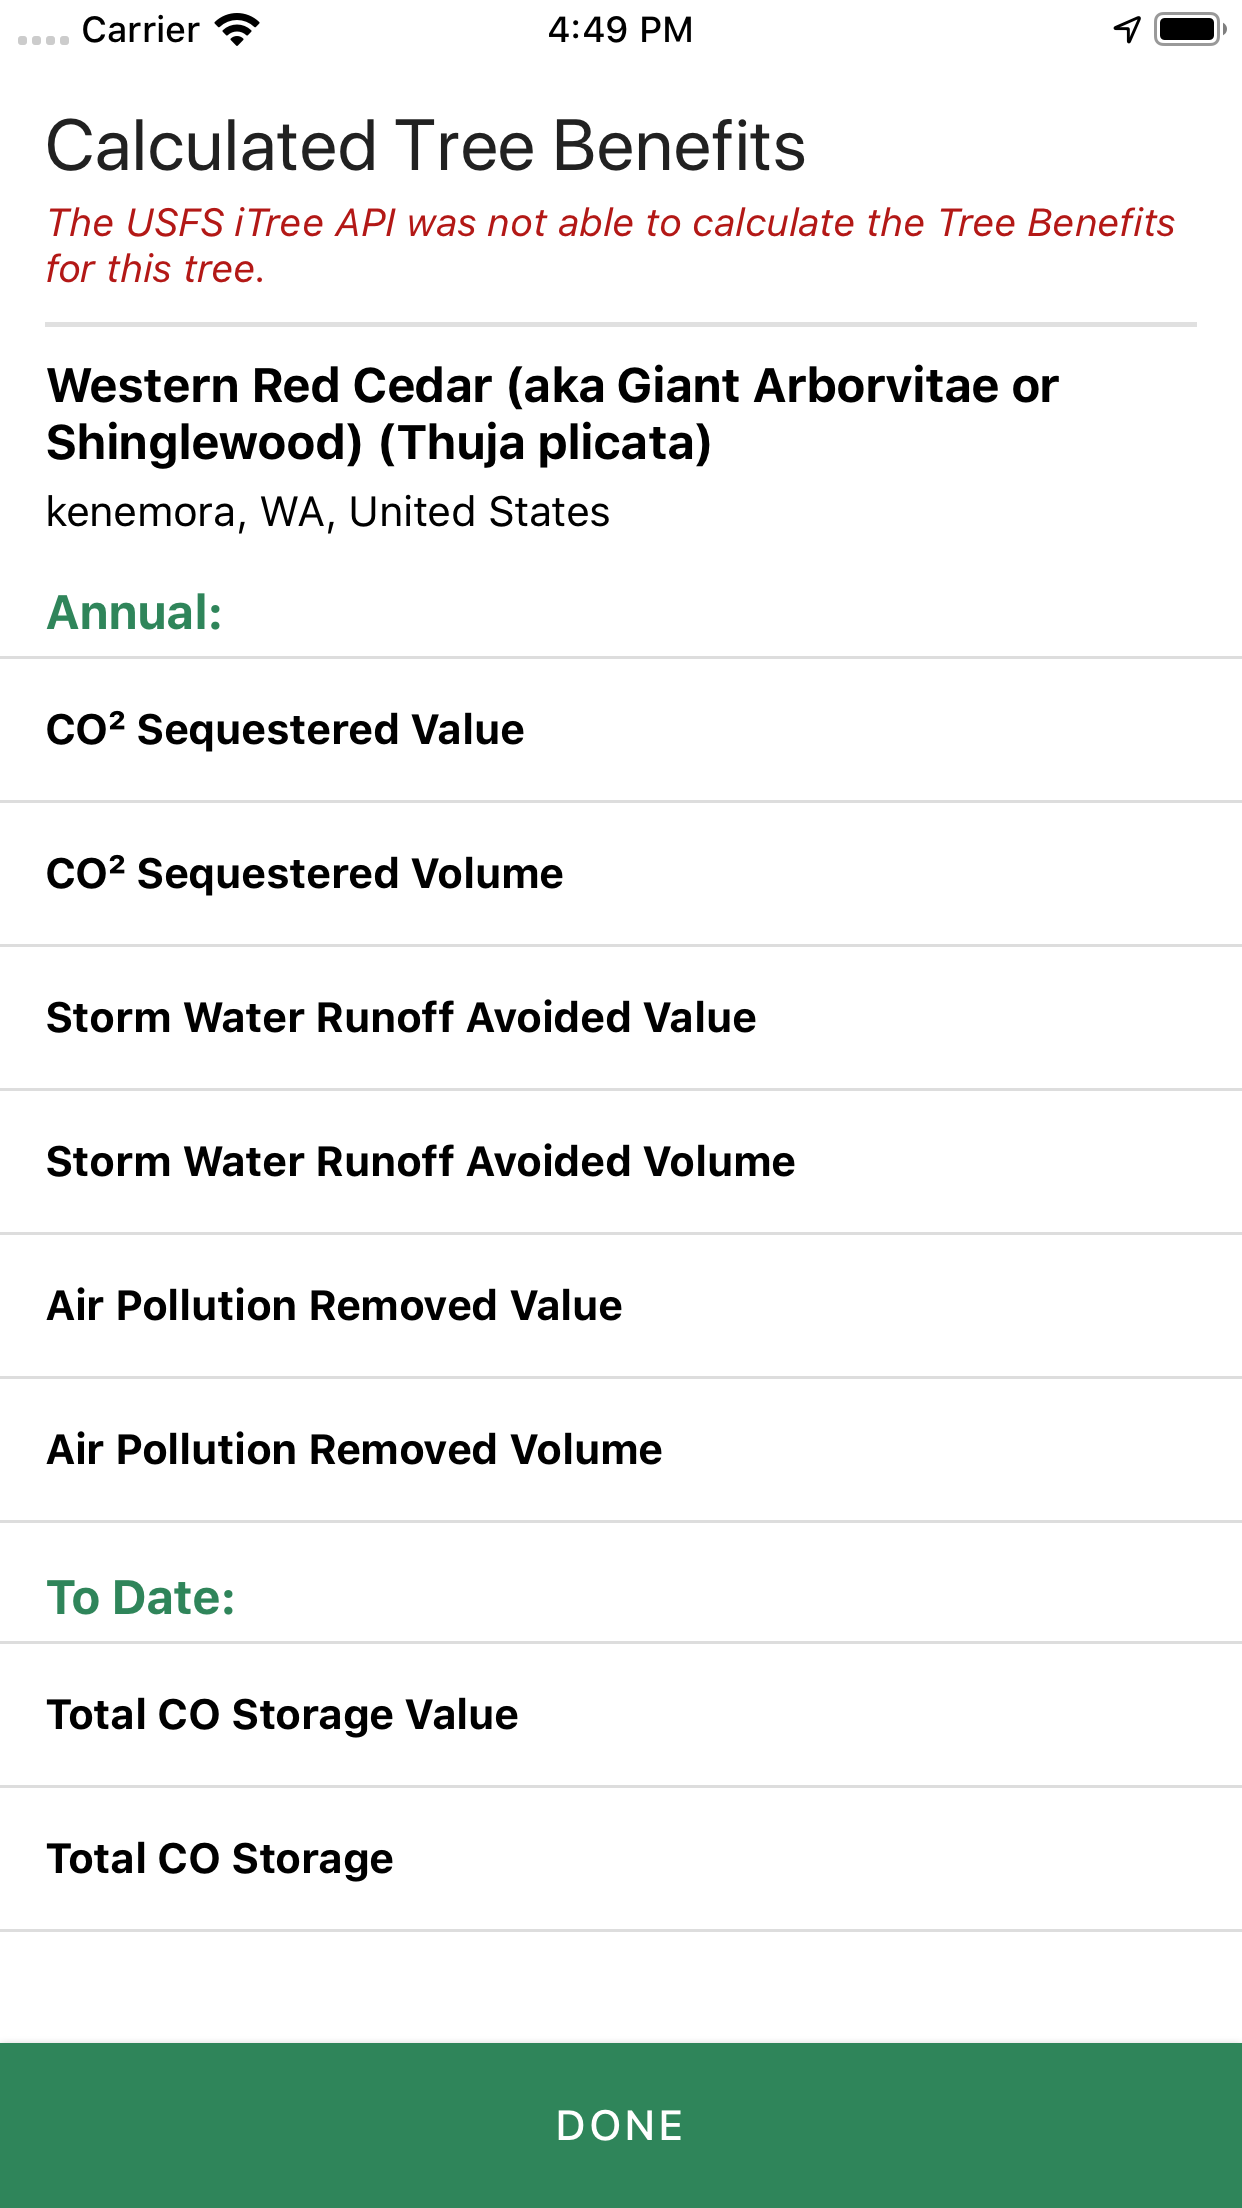 Carrier
4:49 PM
Calculated Tree Benefits
The USFS iTree API was not able to calculate the Tree Benefits
for this tree.
Western Red Cedar (aka Giant Arborvitae or
Shinglewood) (Thuja plicata)
kenemora, WA, United States
Annual:
CO² Sequestered Value
CO² Sequestered Volume
Storm Water Runoff Avoided Value
Storm Water Runoff Avoided Volume
Air Pollution Removed Value
Air Pollution Removed Volume
To Date:
Total CO Storage Value
Total CO Storage
DONE